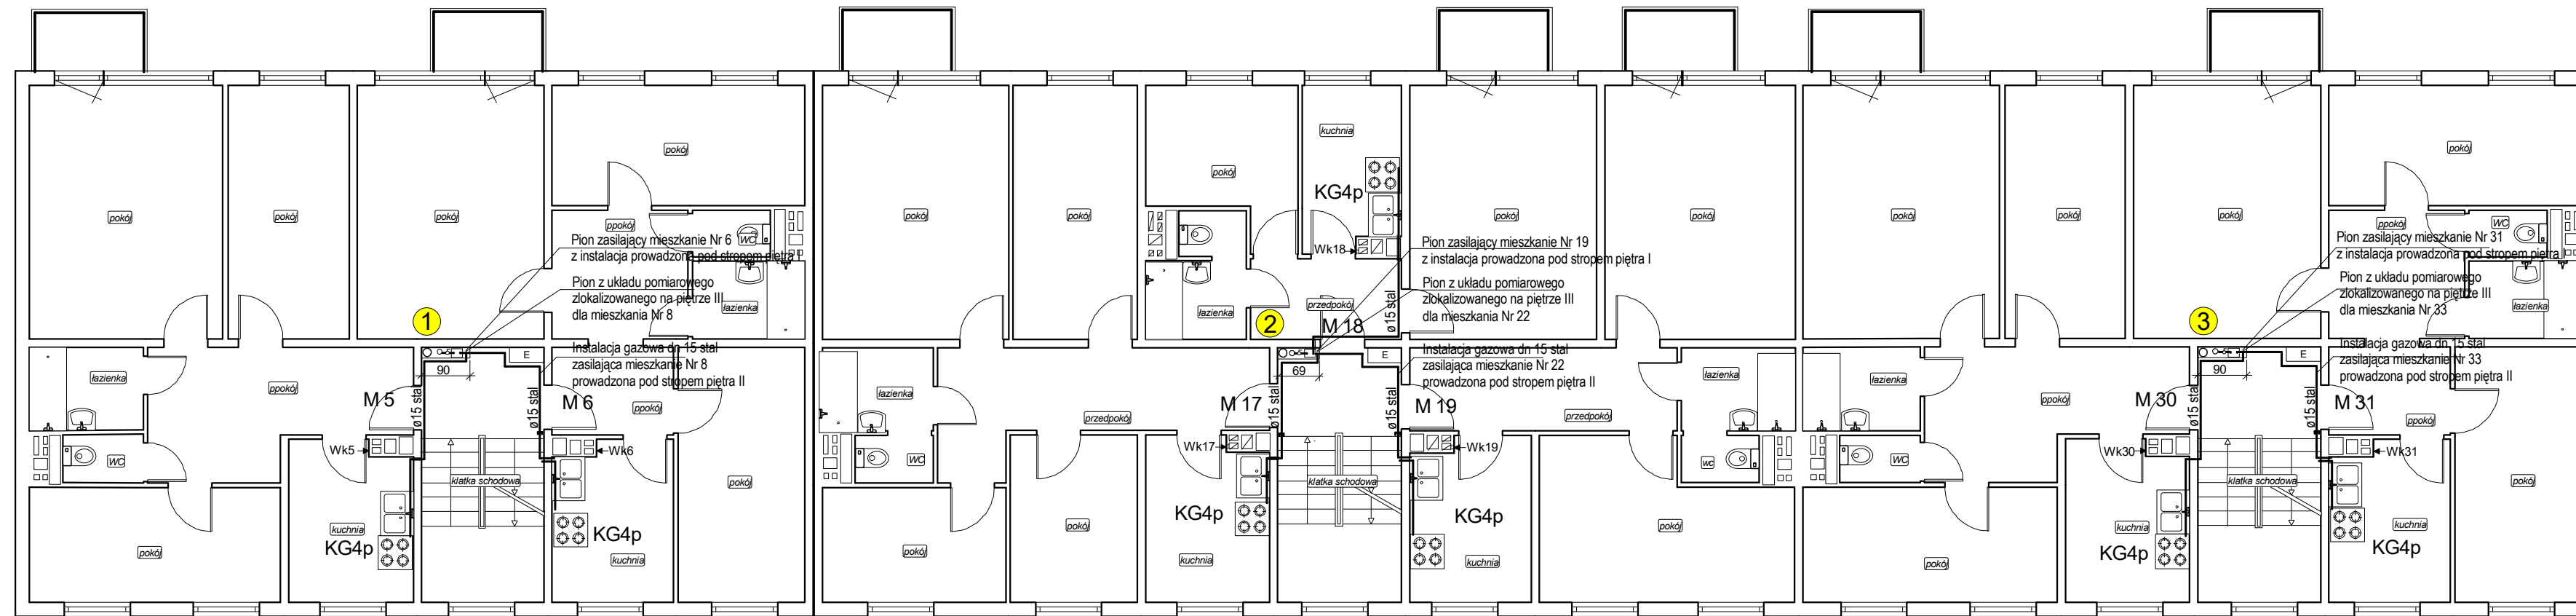 kuchnia
pokój
pokój
pokój
pokój
pokój
pokój
pokój
pokój
pokój
pokój
pokój
pokój
pokój
pokój
KG4p
ppokój
WC
Pion zasilający mieszkanie Nr 6
z instalacja prowadzona pod stropem piętra I
Pion z układu pomiarowego
zlokalizowanego na piętrze III
dla mieszkania Nr 8
łazienka
1
Instalacja gazowa dn 15 stal
zasilająca mieszkanie Nr 8
prowadzona pod stropem piętra II
Wk18
Pion zasilający mieszkanie Nr 19
z instalacja prowadzona pod stropem piętra I
Pion z układu pomiarowego
zlokalizowanego na piętrze III
dla mieszkania Nr 22
łazienka
przedpokój
2
M 18
ø15 stal
Instalacja gazowa dn 15 stal
zasilająca mieszkanie Nr 22
prowadzona pod stropem piętra II
ppokój
WC
Pion zasilający mieszkanie Nr 31
z instalacja prowadzona pod stropem piętra I
Pion z układu pomiarowego
zlokalizowanego na piętrze III
dla mieszkania Nr 33
łazienka
3
Instalacja gazowa dn 15 stal
zasilająca mieszkanie Nr 33
prowadzona pod stropem piętra II
łazienka
ppokój
M 5
ø15 stal
90
E
ø15 stal
M 6
ppokój
łazienka
przedpokój
M 17
ø15 stal
69
E
ø15 stal
M 19
przedpokój
łazienka
łazienka
ppokój
M 30
ø15 stal
90
E
ø15 stal
M 31
ppokój
WC
Wk5
Wk6
WC
Wk17
Wk19
WC
WC
Wk30
Wk31
klatka schodowa
pokój
klatka schodowa
klatka schodowa
pokój
pokój
kuchnia
KG4p
KG4p
kuchnia
pokój
pokój
KG4p
kuchnia
KG4p
kuchnia
pokój
pokój
kuchnia
KG4p
kuchnia
KG4p